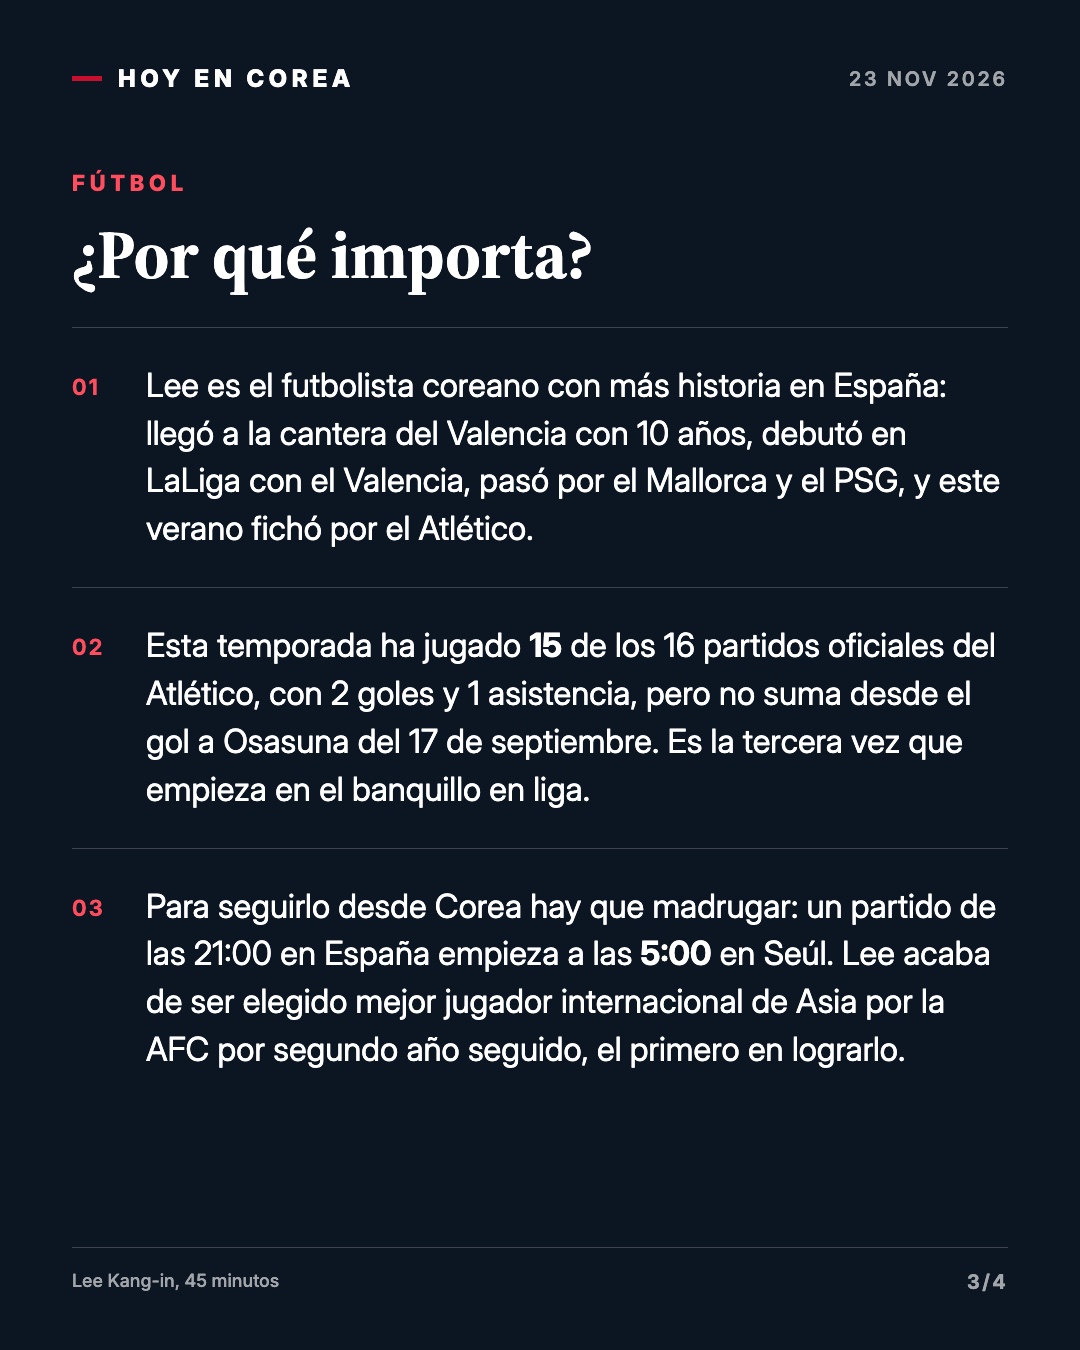 HOY EN COREA
23 NOV 2026
FÚTBOL
¿Por qué importa?
01
Lee es el futbolista coreano con más historia en España:
llegó a la cantera del Valencia con 10 años, debutó en
LaLiga con el Valencia, pasó por el Mallorca y el PSG, y este
verano fichó por el Atlético.
02
Esta temporada ha jugado 15 de los 16 partidos oficiales del
Atlético, con 2 goles y 1 asistencia, pero no suma desde el
gol a Osasuna del 17 de septiembre. Es la tercera vez que
empieza en el banquillo en liga.
03
Para seguirlo desde Corea hay que madrugar: un partido de
las 21:00 en España empieza a las 5:00 en Seúl. Lee acaba
de ser elegido mejor jugador internacional de Asia por la
AFC por segundo año seguido, el primero en lograrlo.
Lee Kang-in, 45 minutos
3/4